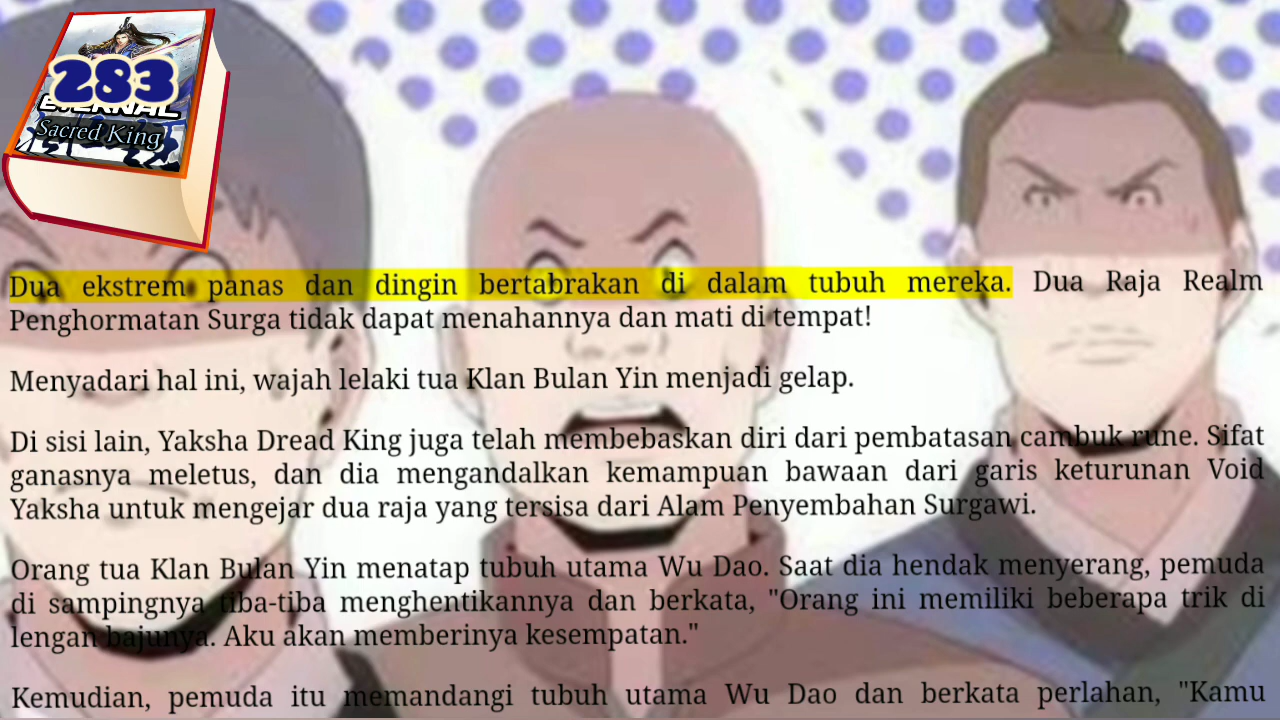 283
ETERNAL
Sacred King
Dua ekstrem panas dan dingin bertabrakan di dalam tubuh mereka. Dua Raja Realm
Penghormatan Surga tidak dapat menahannya dan mati di tempat!
Menyadari hal ini, wajah lelaki tua Klan Bulan Yin menjadi gelap.
Di sisi lain, Yaksha Dread King juga telah membebaskan diri dari pembatasan cambuk rune. Sifat
ganasnya meletus, dan dia mengandalkan kemampuan bawaan dari garis keturunan Void
Yaksha untuk mengejar dua raja yang tersisa dari Alam Penyembahan Surgawi.
Orang tua Klan Bulan Yin menatap tubuh utama Wu Dao. Saat dia hendak menyerang, pemuda
di sampingnya tiba-tiba menghentikannya dan berkata, "Orang ini memiliki beberapa trik di
lengan bajunya. Aku akan memberinya kesempatan."
Kemudian, pemuda itu memandangi tubuh utama Wu Dao dan berkata perlahan, "Kamu